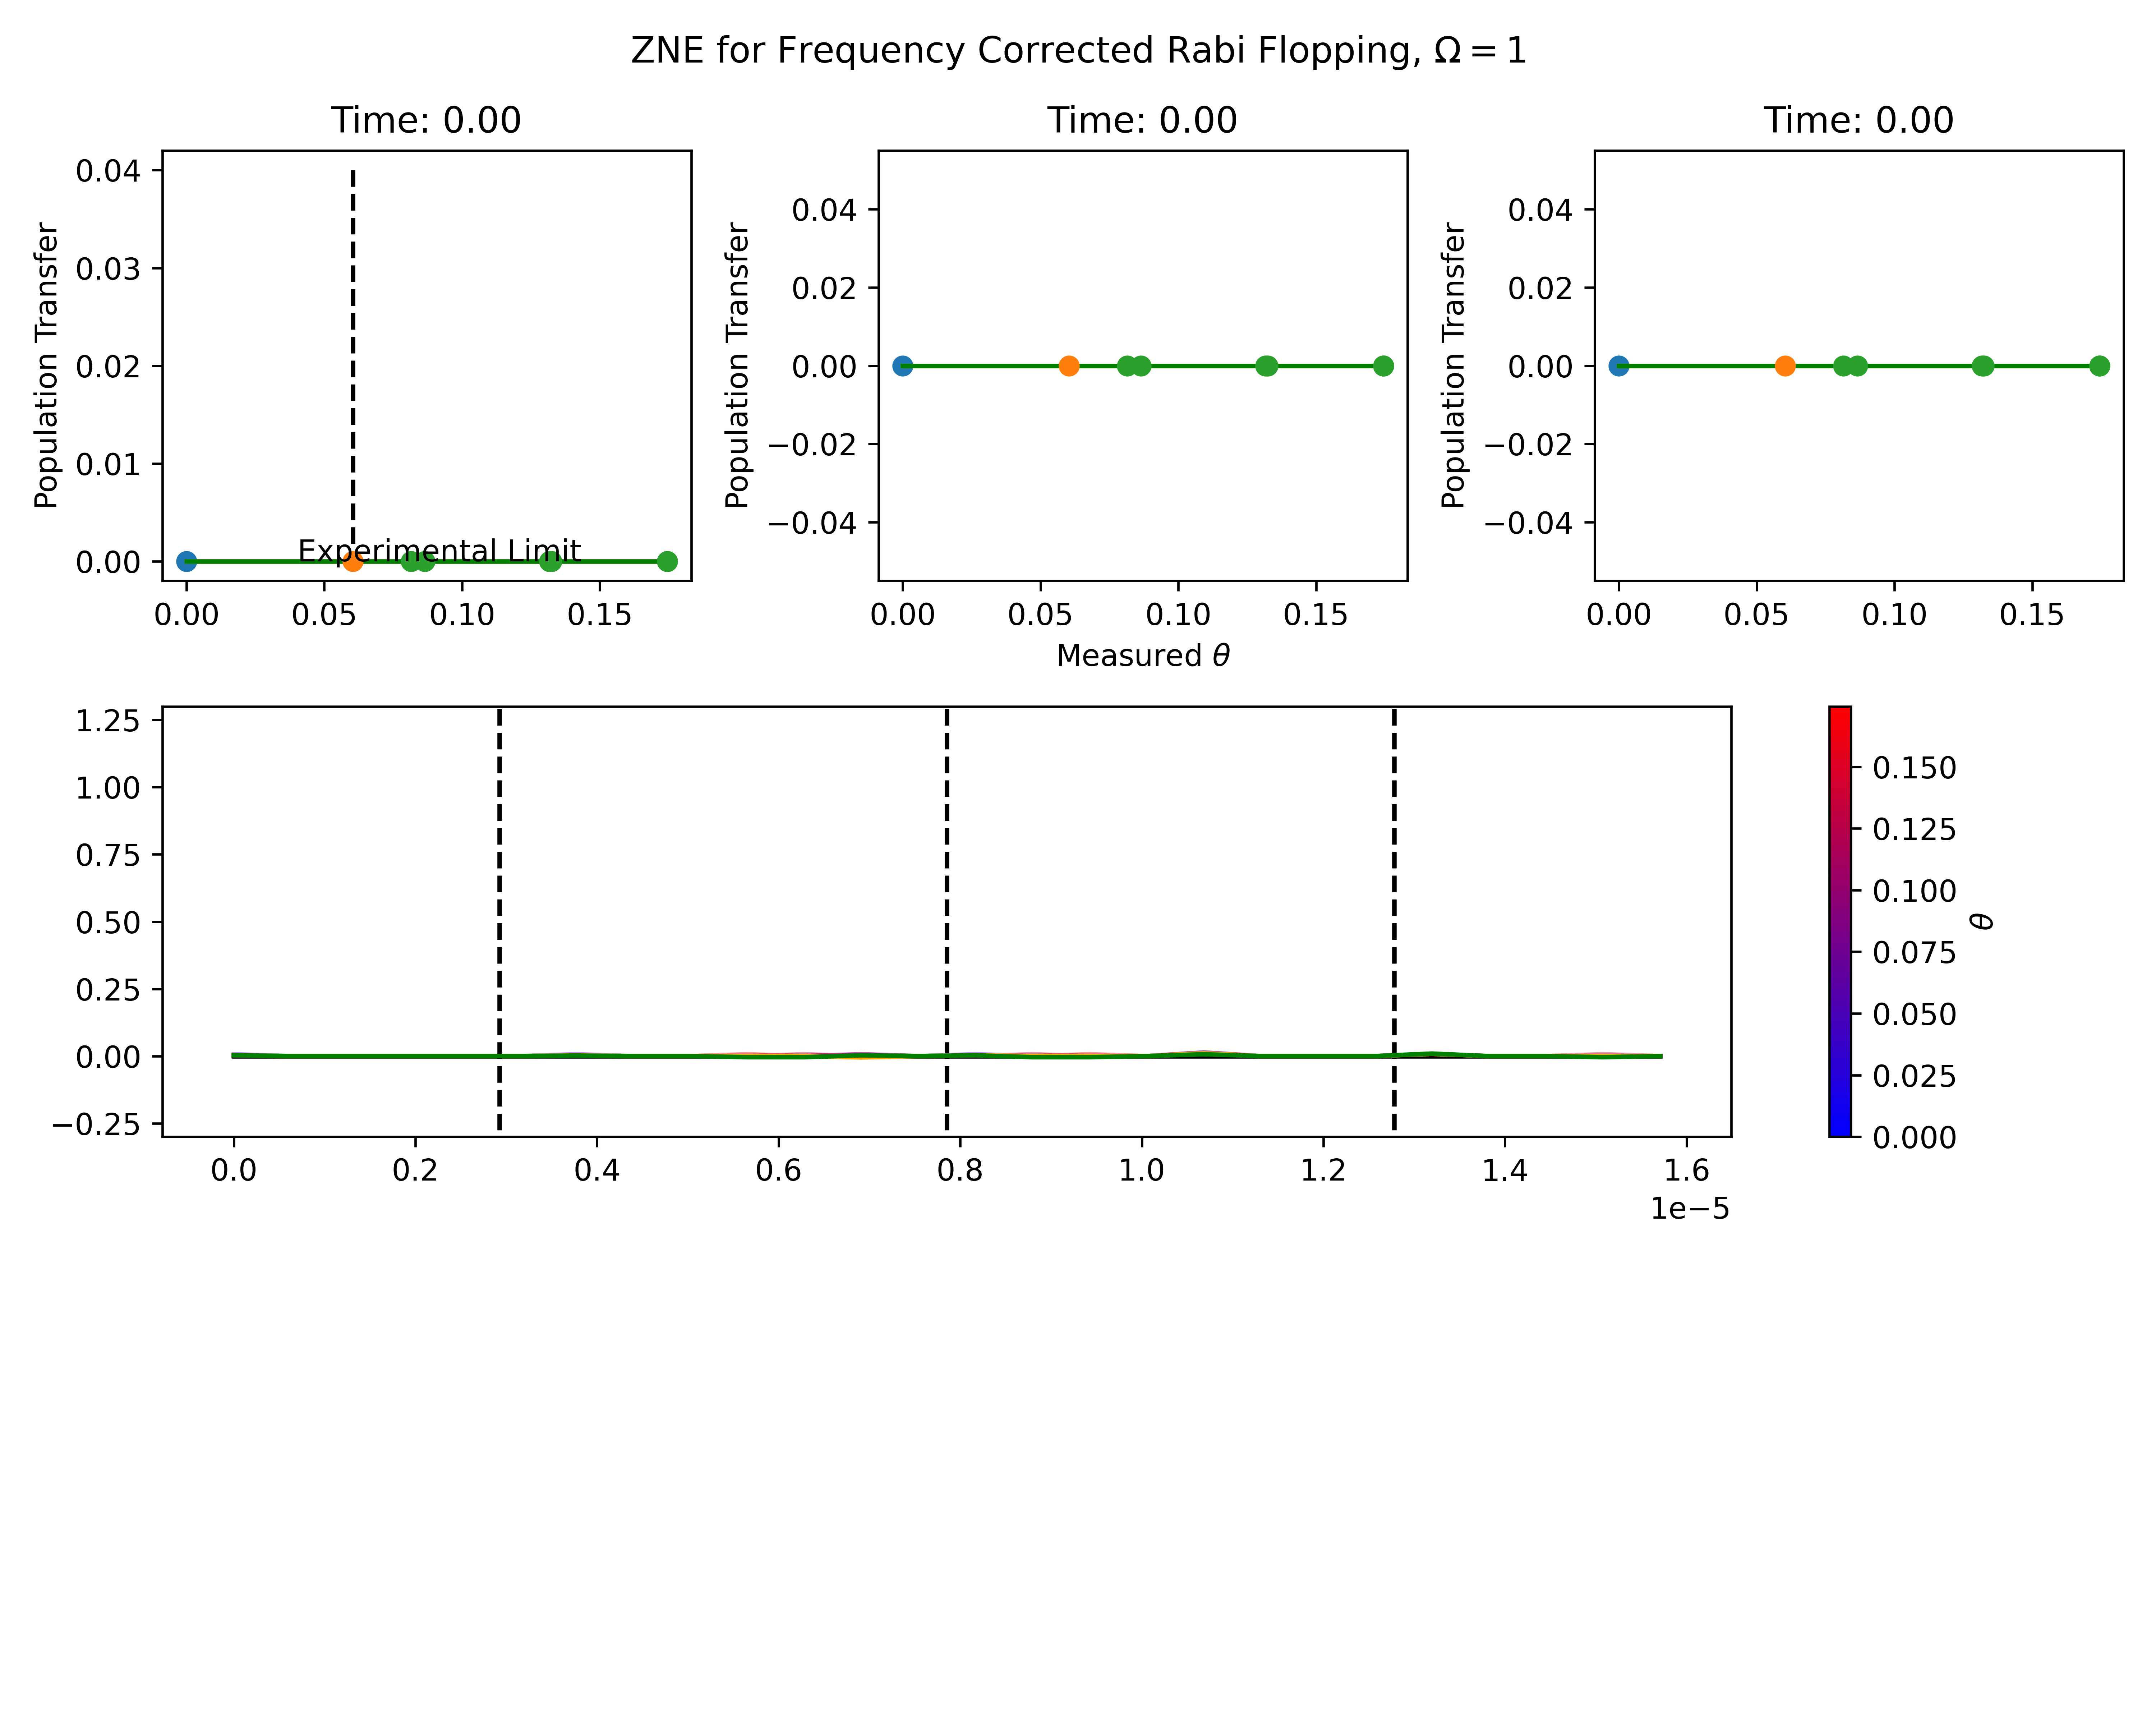 ZNE for Frequency Corrected Rabi Flopping, Ω = 1
Time: 0.00
Time: 0.00
Time: 0.00
Population Transfer
0.04
0.03
0.02
0.01
0.00
Experimental Limit
0.00 0.05 0.10 0.15
Population Transfer
0.04
0.02
0.00
−0.02
−0.04
0.00 0.05 0.10 0.15
Measured θ
Population Transfer
0.04
0.02
0.00
−0.02
−0.04
0.00 0.05 0.10 0.15
1.25
1.00
0.75
0.50
0.25
0.00
−0.25
0.0 0.2 0.4 0.6 0.8 1.0 1.2 1.4 1.6
1e−5
0.150
0.125
0.100
0.075
0.050
0.025
0.000
θ